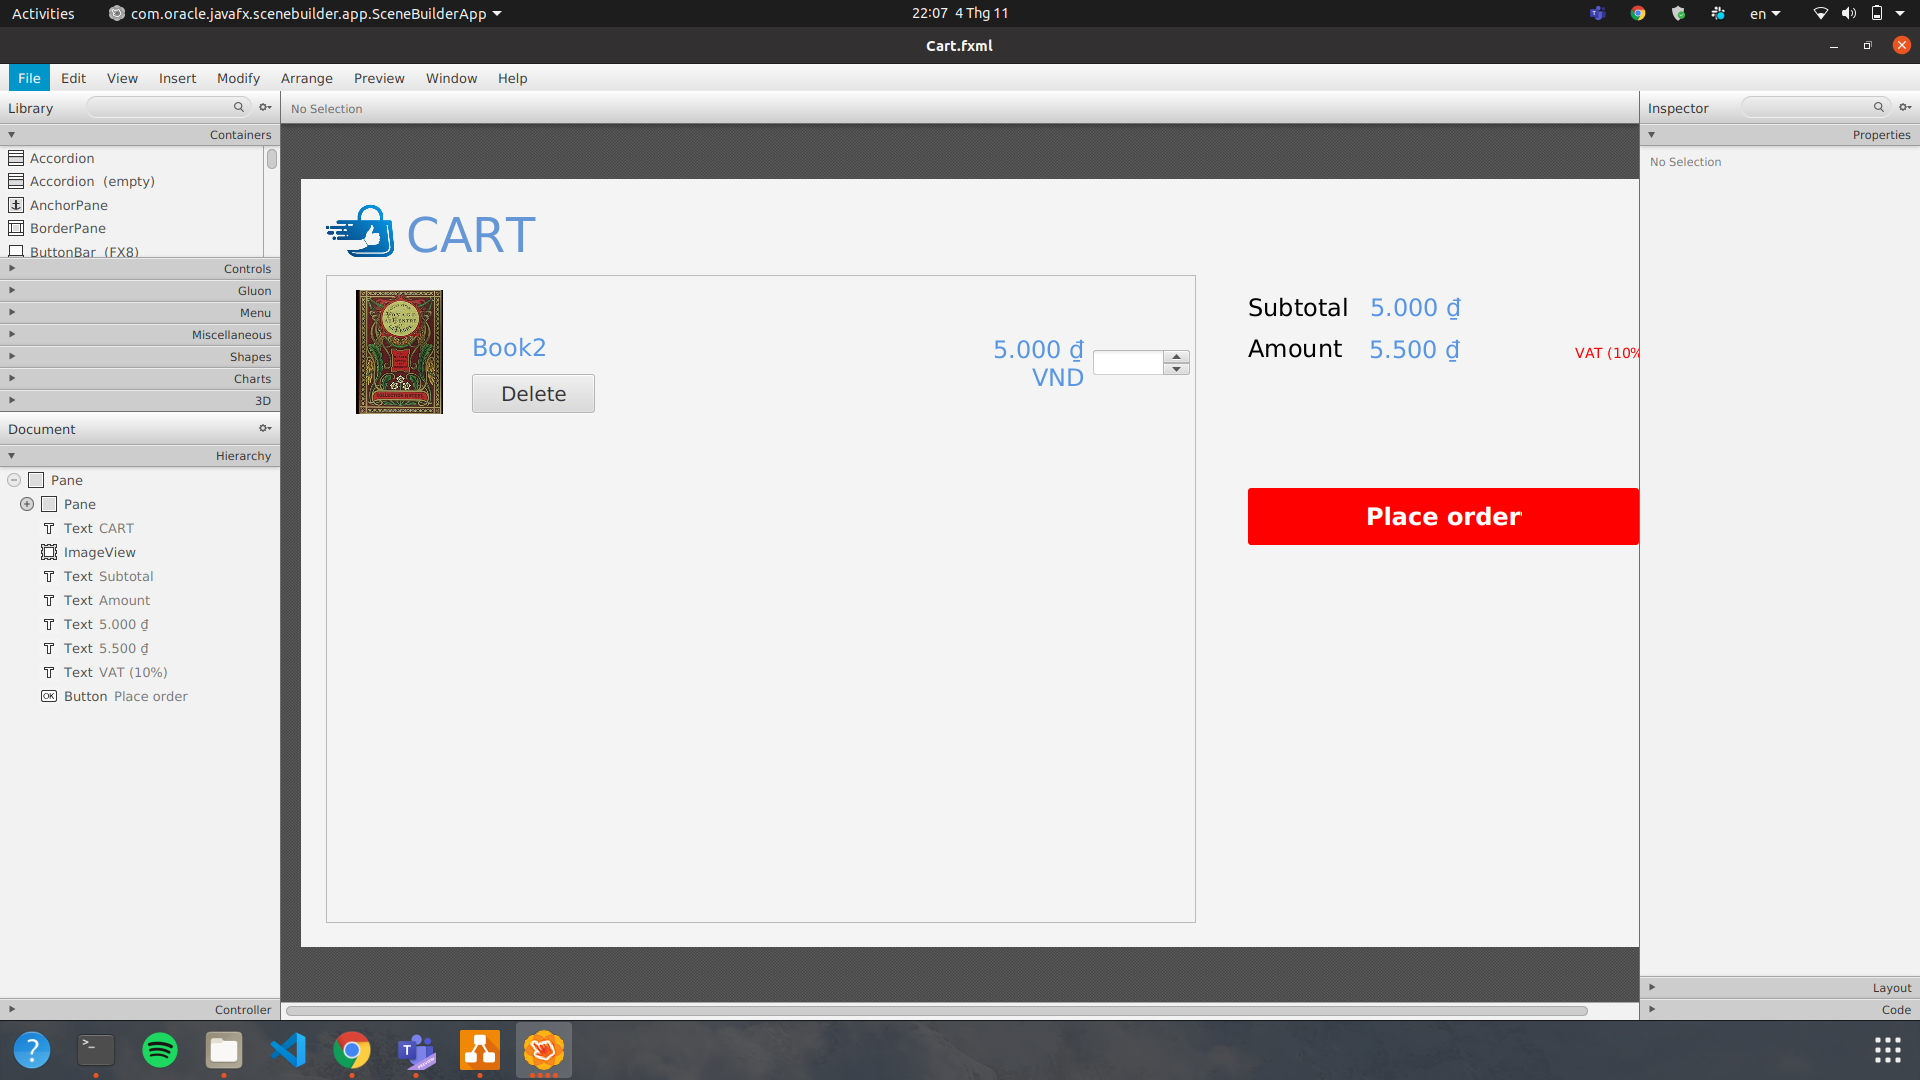 Activities
com.oracle.javafx.scenebuilder.app.SceneBuilderApp
22:07 4 Thg 11
en
Cart.fxml
File Edit View Insert Modify Arrange Preview Window Help
Library
No Selection
Inspector
Containers
Properties
Accordion
Accordion (empty)
AnchorPane
BorderPane
ButtonBar (FX8)
Controls
Gluon
Menu
Miscellaneous
Shapes
Charts
3D
Document
Hierarchy
Pane
Pane
Text CART
ImageView
Text Subtotal
Text Amount
Text 5.000 ₫
Text 5.500 ₫
Text VAT (10%)
Button Place order
Controller
CART
Book2
Delete
5.000 ₫
VND
Subtotal 5.000 ₫
Amount 5.500 ₫
VAT (10%
Place order
No Selection
Layout
Code